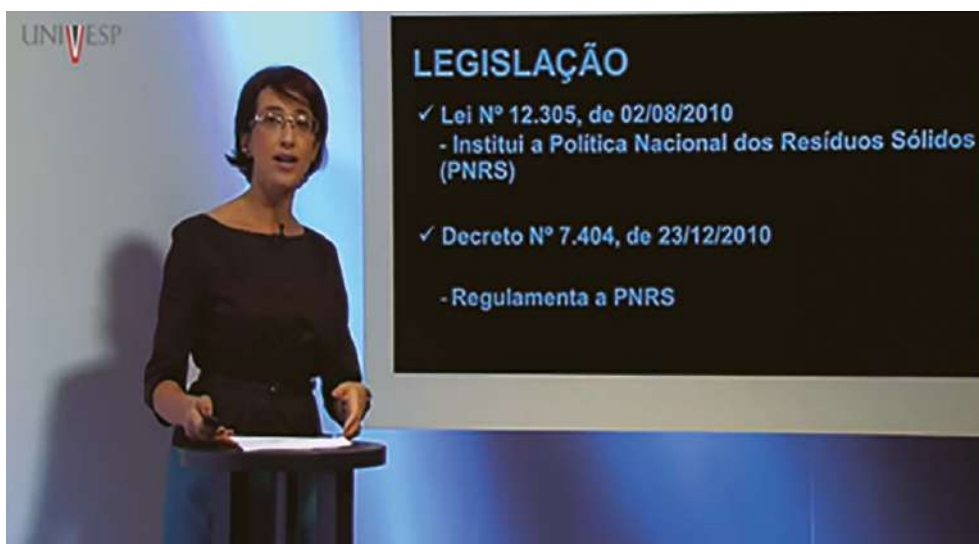 UNIVESP
LEGISLAÇÃO
✓ Lei Nº 12.305, de 02/08/2010
- Institui a Política Nacional dos Resíduos Sólidos
(PNRS)
✓ Decreto Nº 7.404, de 23/12/2010
- Regulamenta a PNRS